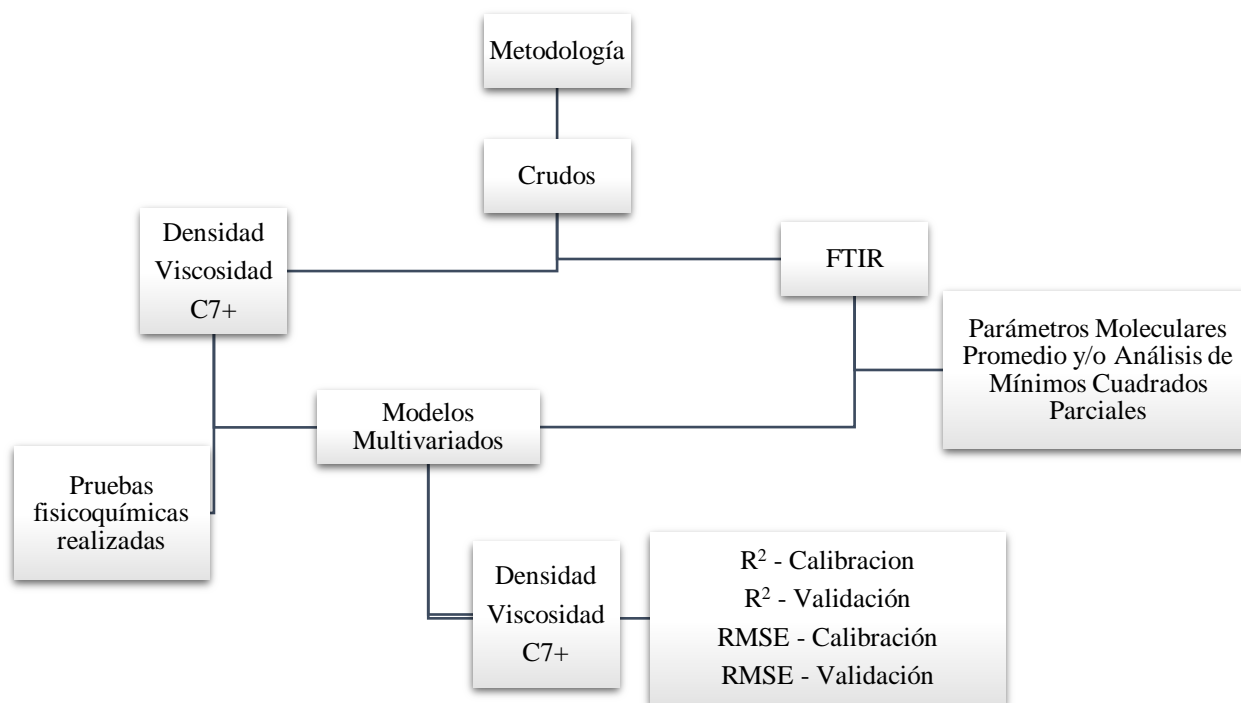 Metodología
Crudos
Densidad
Viscosidad
C7+
FTIR
Parámetros Moleculares
Promedio y/o Análisis de
Mínimos Cuadrados
Parciales
Modelos
Multivariados
Pruebas
fisicoquímicas
realizadas
Densidad
Viscosidad
C7+
R² - Calibracion
R² - Validación
RMSE - Calibración
RMSE - Validación